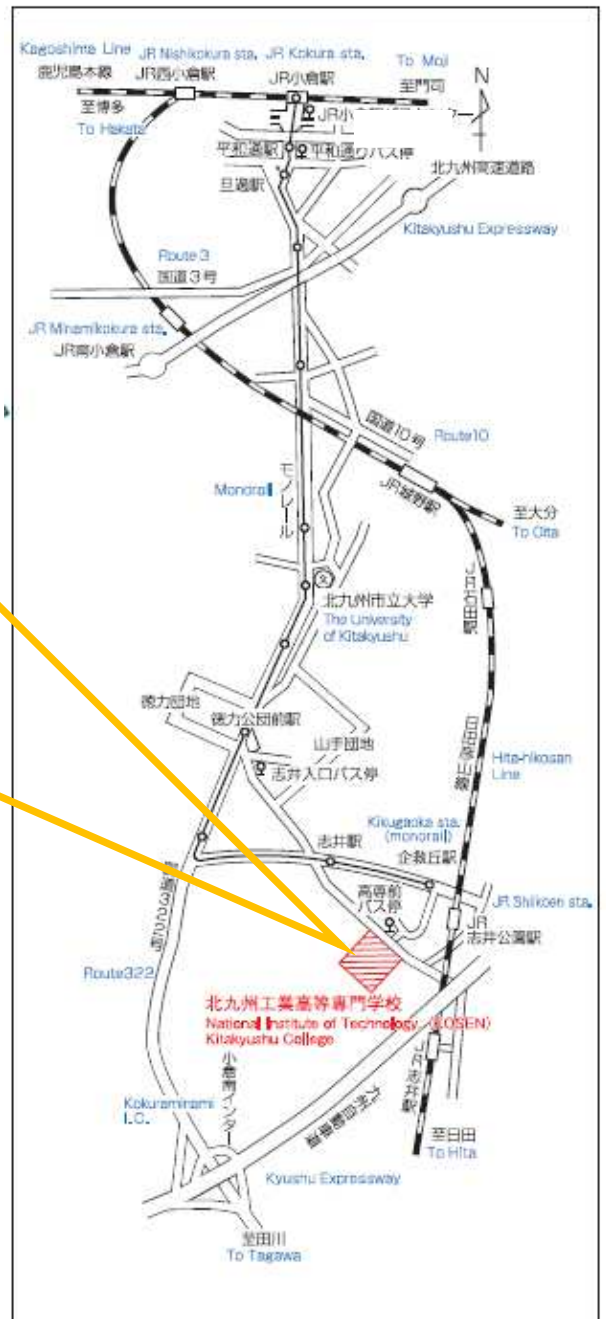 Kagoshima Line
JR Nishikokura sta.
JR Kokura sta.
To Moji
鹿児島本線
JR西小倉駅
JR小倉駅
至門司
N
至博多
To Hakata
JR小
平和通駅
平和通りバス停
旦過駅
北九州高速道路
Kitakyushu Expressway
Route 3
国道3号
JR Minamikokura sta.
JR南小倉駅
国道10号
Route10
Monorail
モノレール
JR城野駅
至大分
To Oita
北九州市立大学
The University
of Kitakyushu
JR石田駅
徳力団地
徳力公団前駅
山手団地
志井入口バス停
日田彦山線
Hita-hikosan
Line
Kikugaoka sta.
(monorail)
志井駅
企救丘駅
高専前
バス停
JR Shiikoen sta.
JR
志井公園駅
国道322号
Route322
北九州工業高等専門学校
National Institute of Technology (KOSEN)
Kitakyushu College
小倉南インター
Kokuraminami
I.C.
九州自動車道
JR志井駅
至日田
To Hita
Kyushu Expressway
至田川
To Tagawa